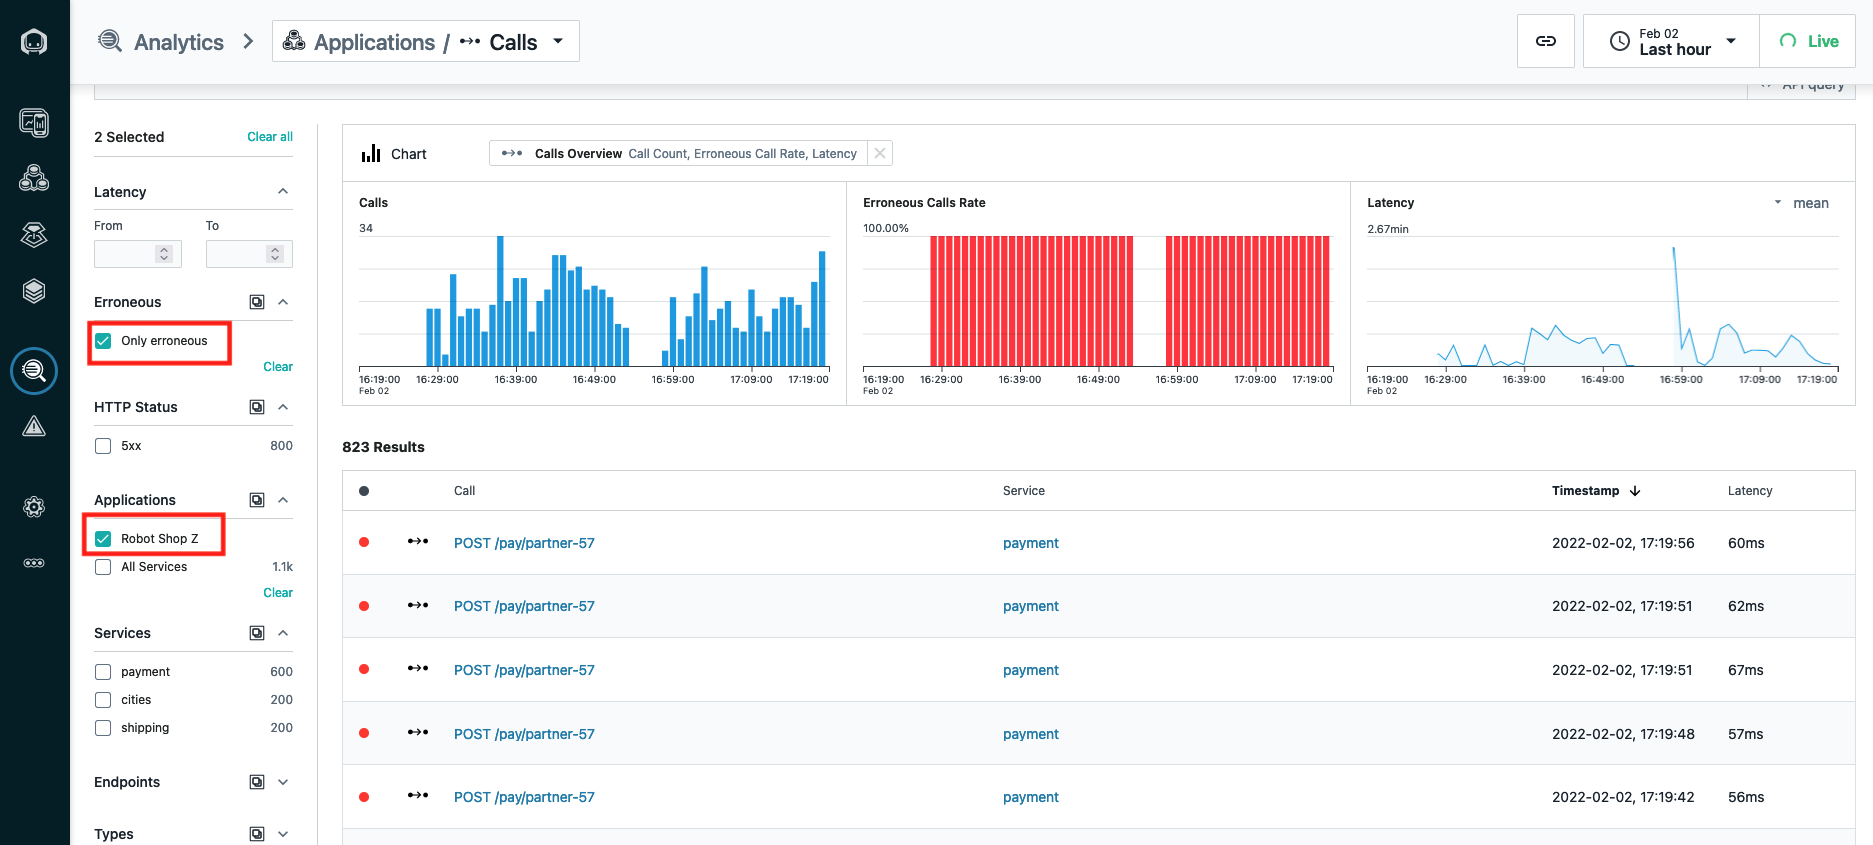 Analytics
Applications / Calls
Feb 02
Last hour
Live
API query
2 Selected
Clear all
Latency
From
To
Erroneous
Only erroneous
Clear
HTTP Status
5xx
800
Applications
Robot Shop Z
All Services
1.1k
Clear
Services
payment
600
cities
200
shipping
200
Endpoints
Types
Chart
Calls Overview Call Count, Erroneous Call Rate, Latency
Calls
34
16:19:00 16:29:00 16:39:00 16:49:00 16:59:00 17:09:00 17:19:00
Feb 02
Erroneous Calls Rate
100.00%
16:19:00 16:29:00 16:39:00 16:49:00 16:59:00 17:09:00 17:19:00
Feb 02
Latency
mean
2.67min
16:19:00 16:29:00 16:39:00 16:49:00 16:59:00 17:09:00 17:19:00
Feb 02
823 Results
Call Service Timestamp Latency
POST /pay/partner-57 payment 2022-02-02, 17:19:56 60ms
POST /pay/partner-57 payment 2022-02-02, 17:19:51 62ms
POST /pay/partner-57 payment 2022-02-02, 17:19:51 67ms
POST /pay/partner-57 payment 2022-02-02, 17:19:48 57ms
POST /pay/partner-57 payment 2022-02-02, 17:19:42 56ms